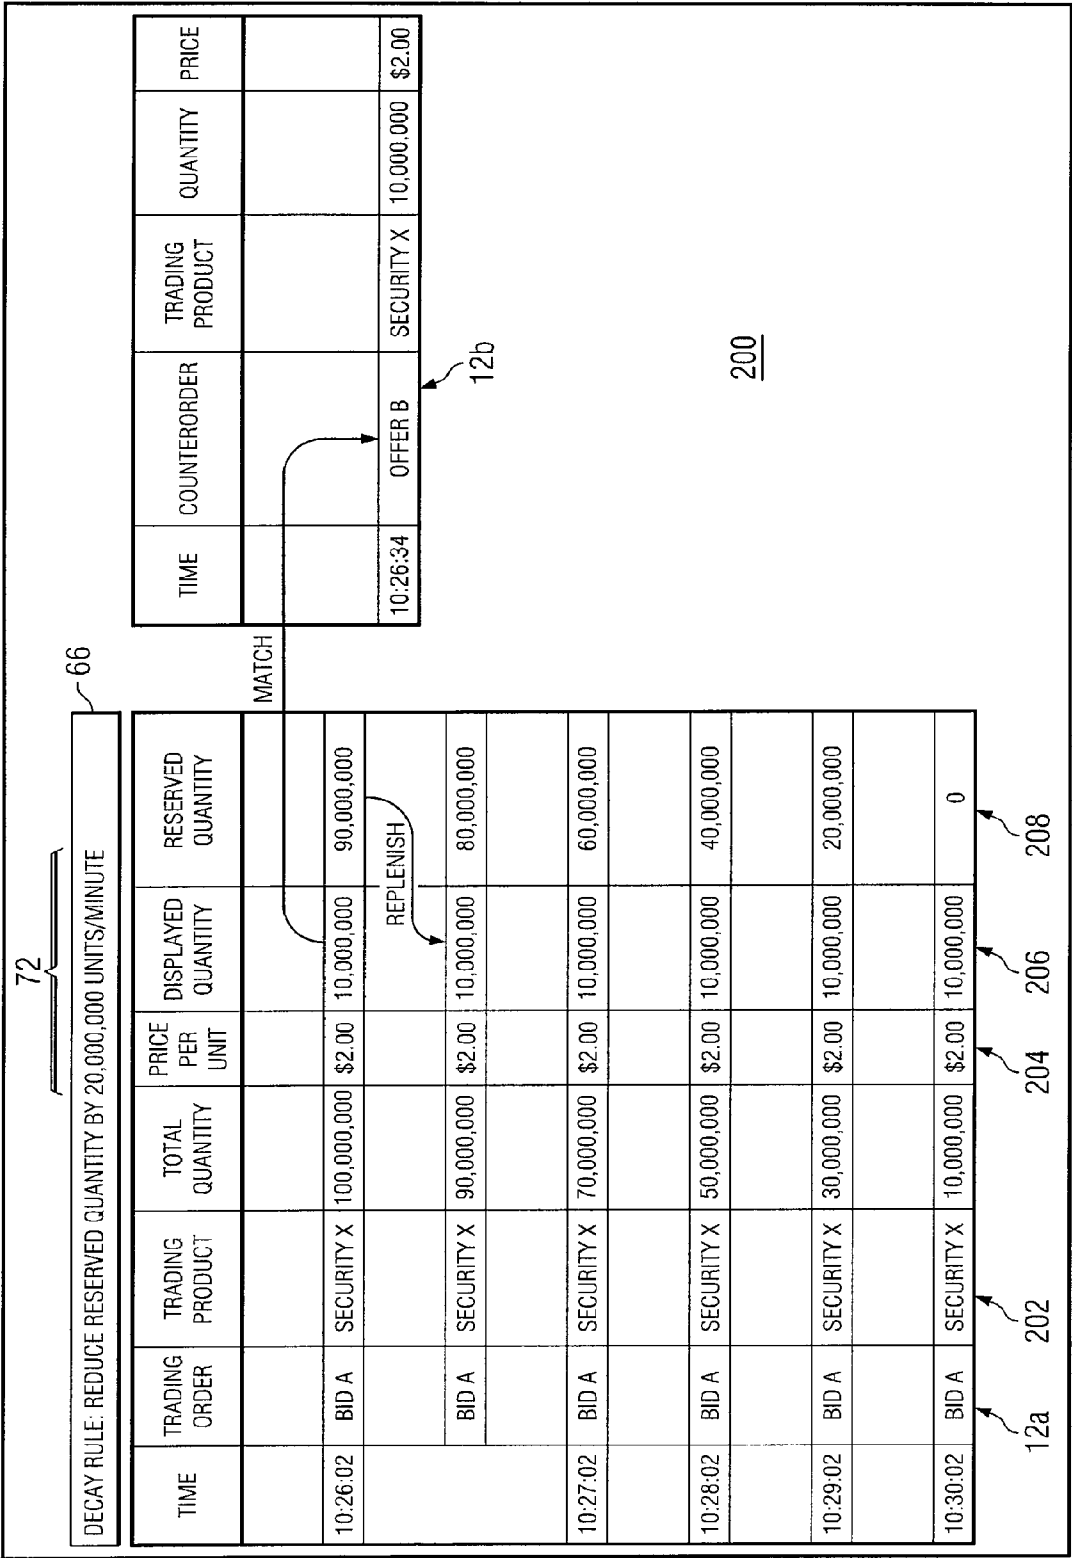 72
66
DECAY RULE: REDUCE RESERVED QUANTITY BY 20,000,000 UNITS/MINUTE
TIME TRADING ORDER TRADING PRODUCT TOTAL QUANTITY PRICE PER UNIT DISPLAYED QUANTITY RESERVED QUANTITY
10:26:02 BID A SECURITY X 100,000,000 $2.00 10,000,000 90,000,000
REPLENISH
BID A SECURITY X 90,000,000 $2.00 10,000,000 80,000,000
10:27:02 BID A SECURITY X 70,000,000 $2.00 10,000,000 60,000,000
10:28:02 BID A SECURITY X 50,000,000 $2.00 10,000,000 40,000,000
10:29:02 BID A SECURITY X 30,000,000 $2.00 10,000,000 20,000,000
10:30:02 BID A SECURITY X 10,000,000 $2.00 10,000,000 0
12a 202 204 206 208
MATCH
TIME COUNTERORDER TRADING PRODUCT QUANTITY PRICE
10:26:34 OFFER B SECURITY X 10,000,000 $2.00
12b
200